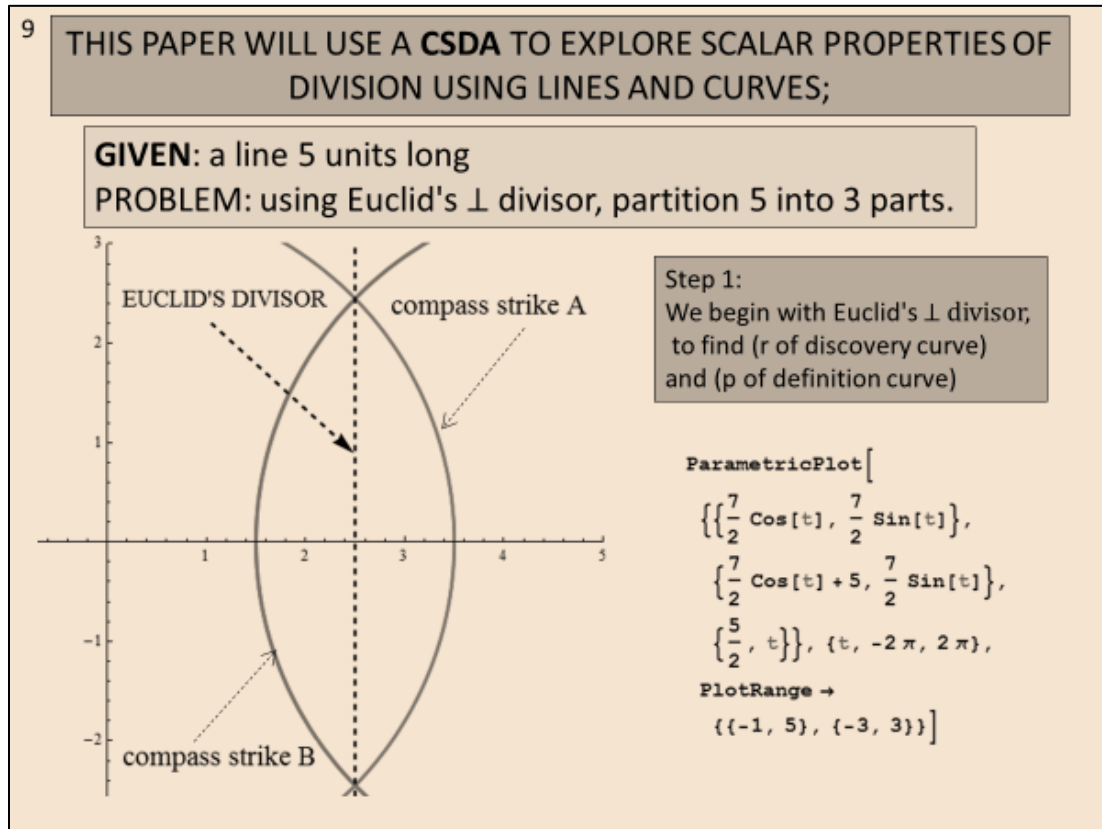 9
THIS PAPER WILL USE A CSDA TO EXPLORE SCALAR PROPERTIES OF
DIVISION USING LINES AND CURVES;
GIVEN: a line 5 units long
PROBLEM: using Euclid's ⊥ divisor, partition 5 into 3 parts.
3
EUCLID'S DIVISOR
compass strike A
2
1
1 2 3 4 5
-1
-2
compass strike B
Step 1:
We begin with Euclid's ⊥ divisor,
to find (r of discovery curve)
and (p of definition curve)
ParametricPlot[
{{7/2 Cos[t], 7/2 Sin[t]},
{7/2 Cos[t] + 5, 7/2 Sin[t]},
{5/2, t}}, {t, -2 π, 2 π},
PlotRange →
{{-1, 5}, {-3, 3}}]